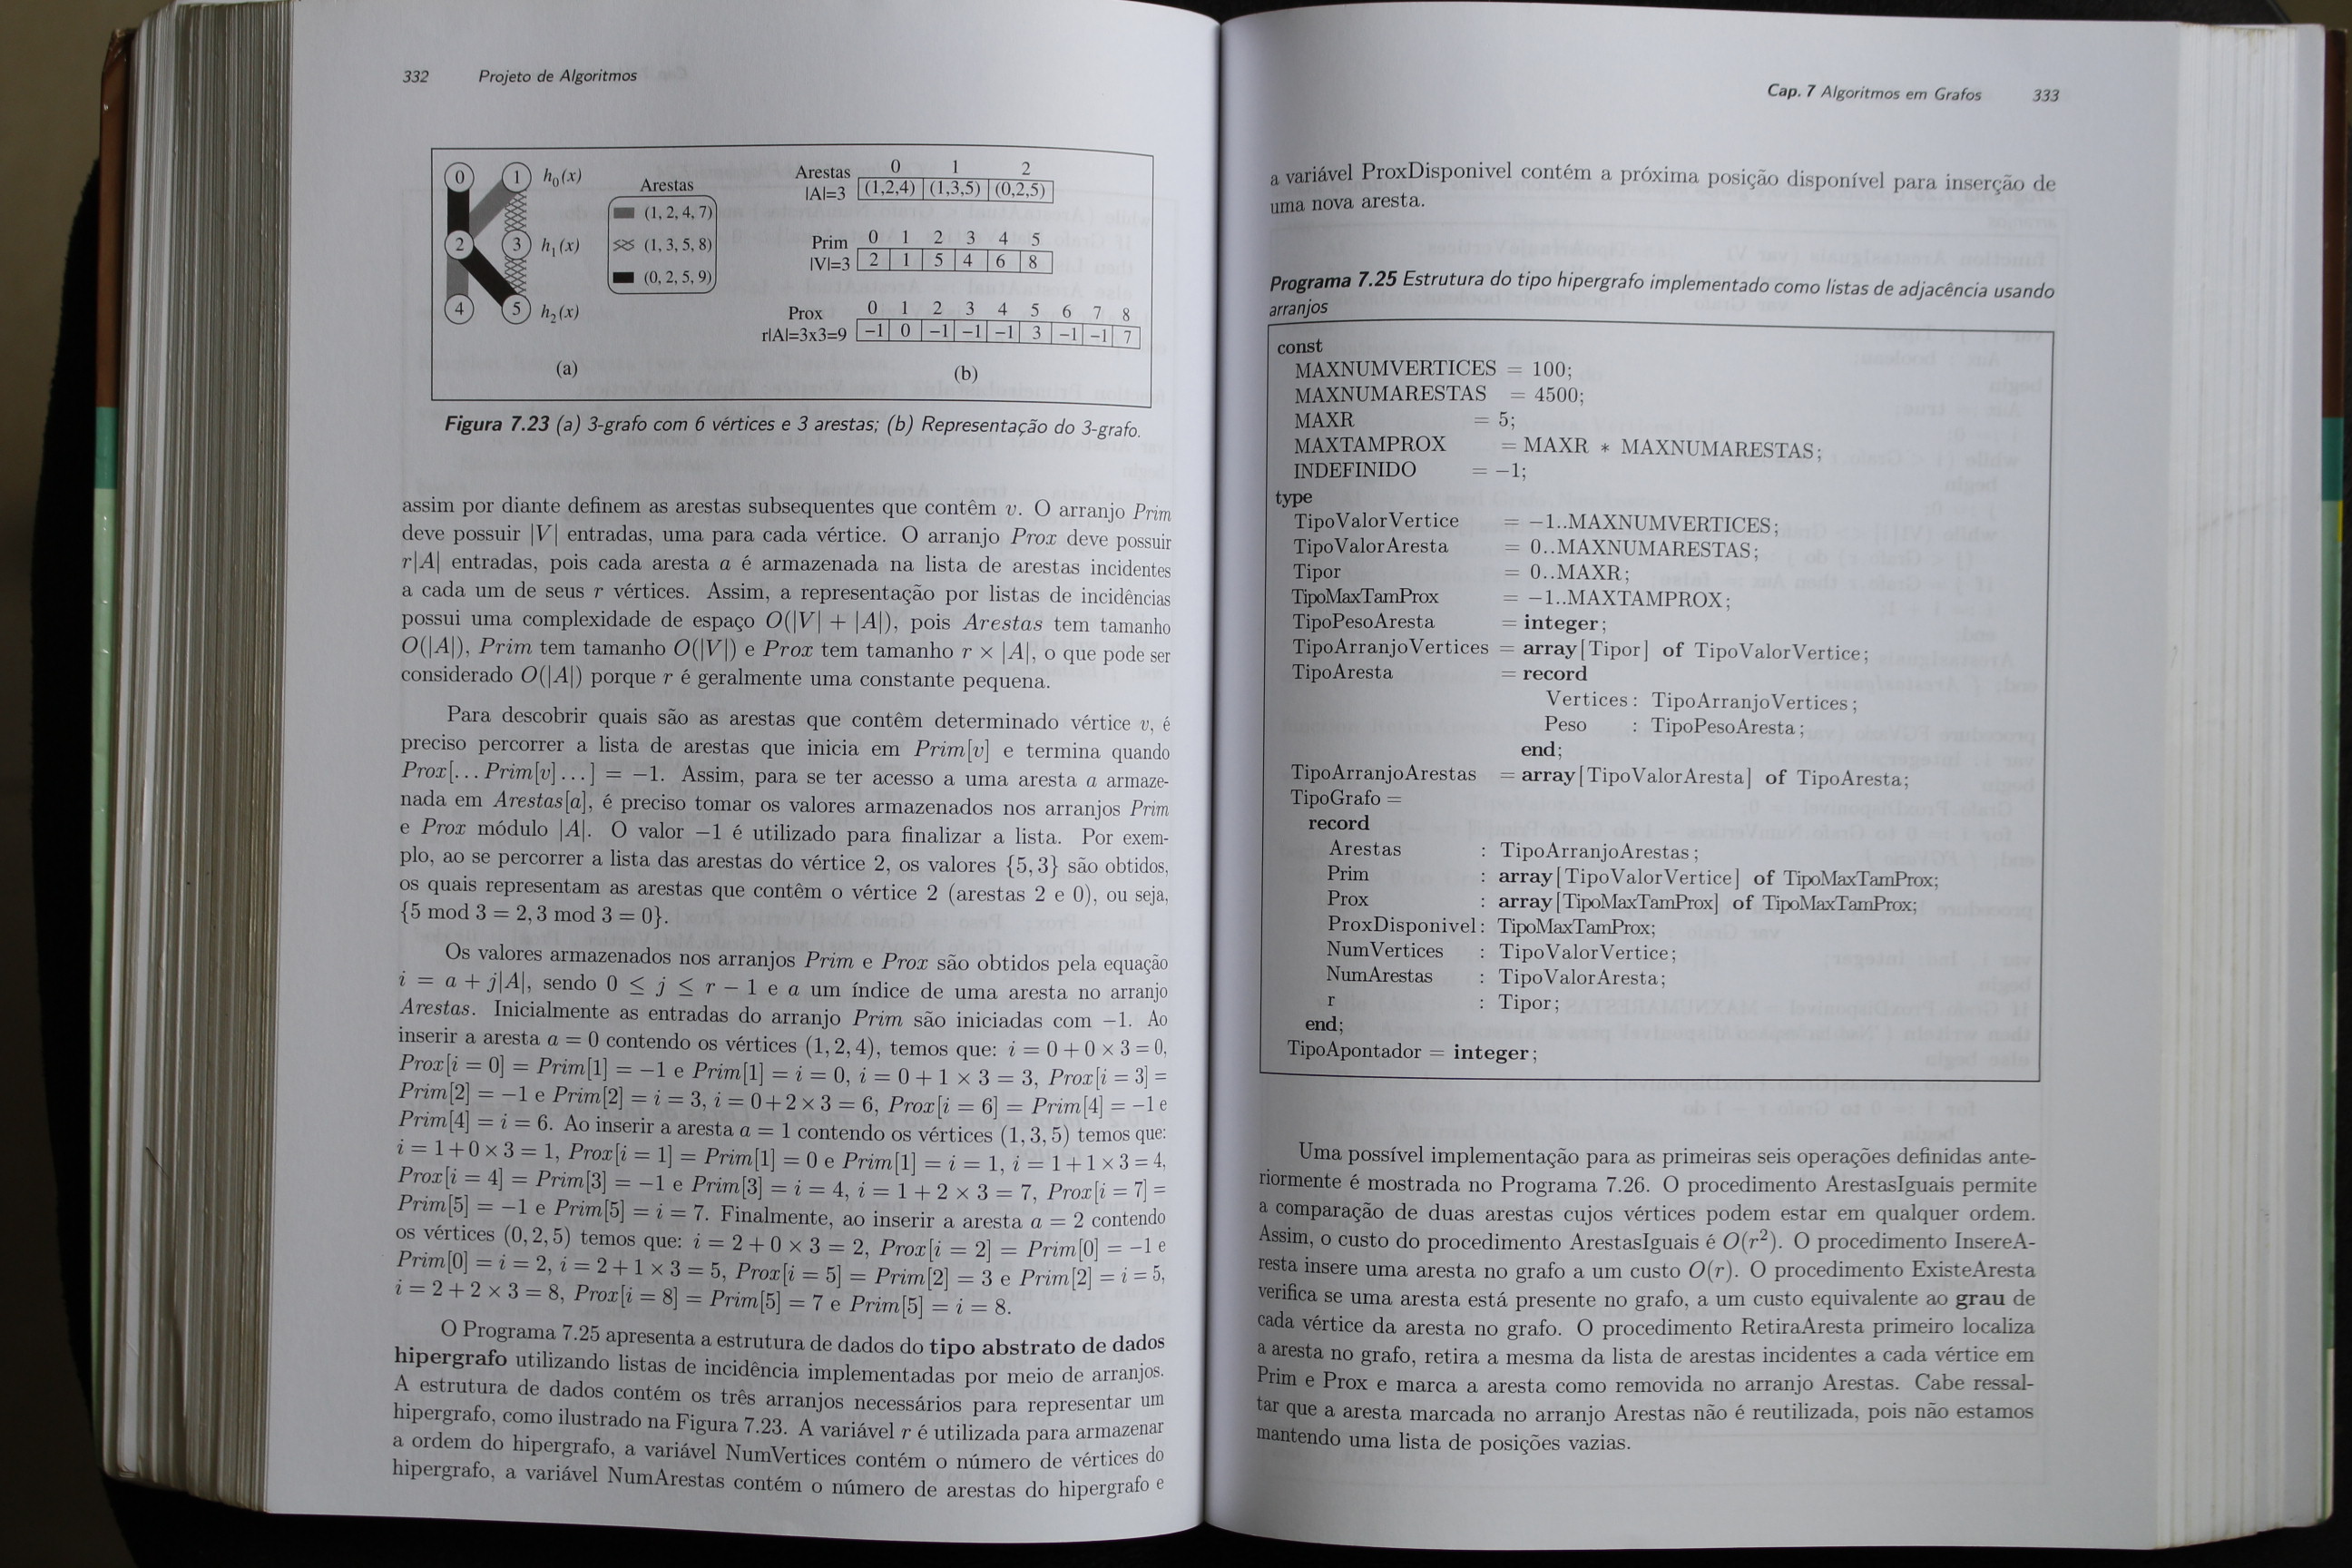 332 Projeto de Algoritmos
0 1 h₀(x)
2 3 h₁(x)
4 5 h₂(x)
(a)
Arestas
(1, 2, 4, 7)
(1, 3, 5, 8)
(0, 2, 5, 9)
0 1 2
Arestas
|A|=3 (1,2,4) (1,3,5) (0,2,5)
0 1 2 3 4 5
Prim
|V|=3 2 1 5 4 6 8
0 1 2 3 4 5 6 7 8
Prox
r|A|=3x3=9 −1 0 −1 −1 −1 3 −1 −1 7
(b)
Figura 7.23 (a) 3-grafo com 6 vértices e 3 arestas; (b) Representação do 3-grafo.
assim por diante definem as arestas subsequentes que contêm v. O arranjo Prim
deve possuir |V| entradas, uma para cada vértice. O arranjo Prox deve possuir
r|A| entradas, pois cada aresta a é armazenada na lista de arestas incidentes
a cada um de seus r vértices. Assim, a representação por listas de incidências
possui uma complexidade de espaço O(|V| + |A|), pois Arestas tem tamanho
O(|A|), Prim tem tamanho O(|V|) e Prox tem tamanho r × |A|, o que pode ser
considerado O(|A|) porque r é geralmente uma constante pequena.
Para descobrir quais são as arestas que contêm determinado vértice v, é
preciso percorrer a lista de arestas que inicia em Prim[v] e termina quando
Prox[. . . Prim[v] . . .] = −1. Assim, para se ter acesso a uma aresta a armaze-
nada em Arestas[a], é preciso tomar os valores armazenados nos arranjos Prim
e Prox módulo |A|. O valor −1 é utilizado para finalizar a lista. Por exem-
plo, ao se percorrer a lista das arestas do vértice 2, os valores {5, 3} são obtidos,
os quais representam as arestas que contêm o vértice 2 (arestas 2 e 0), ou seja,
{5 mod 3 = 2, 3 mod 3 = 0}.
Os valores armazenados nos arranjos Prim e Prox são obtidos pela equação
i = a + j|A|, sendo 0 ≤ j ≤ r − 1 e a um índice de uma aresta no arranjo
Arestas. Inicialmente as entradas do arranjo Prim são iniciadas com −1. Ao
inserir a aresta a = 0 contendo os vértices (1, 2, 4), temos que: i = 0 + 0 × 3 = 0,
Prox[i = 0] = Prim[1] = −1 e Prim[1] = i = 0, i = 0 + 1 × 3 = 3, Prox[i = 3] =
Prim[2] = −1 e Prim[2] = i = 3, i = 0 + 2 × 3 = 6, Prox[i = 6] = Prim[4] = −1 e
Prim[4] = i = 6. Ao inserir a aresta a = 1 contendo os vértices (1, 3, 5) temos que:
i = 1 + 0 × 3 = 1, Prox[i = 1] = Prim[1] = 0 e Prim[1] = i = 1, i = 1 + 1 × 3 = 4,
Prox[i = 4] = Prim[3] = −1 e Prim[3] = i = 4, i = 1 + 2 × 3 = 7, Prox[i = 7] =
Prim[5] = −1 e Prim[5] = i = 7. Finalmente, ao inserir a aresta a = 2 contendo
os vértices (0, 2, 5) temos que: i = 2 + 0 × 3 = 2, Prox[i = 2] = Prim[0] = −1 e
Prim[0] = i = 2, i = 2 + 1 × 3 = 5, Prox[i = 5] = Prim[2] = 3 e Prim[2] = i = 5,
i = 2 + 2 × 3 = 8, Prox[i = 8] = Prim[5] = 7 e Prim[5] = i = 8.
O Programa 7.25 apresenta a estrutura de dados do tipo abstrato de dados
hipergrafo utilizando listas de incidência implementadas por meio de arranjos.
A estrutura de dados contém os três arranjos necessários para representar um
hipergrafo, como ilustrado na Figura 7.23. A variável r é utilizada para armazenar
a ordem do hipergrafo, a variável NumVertices contém o número de vértices do
hipergrafo, a variável NumArestas contém o número de arestas do hipergrafo e
Cap. 7 Algoritmos em Grafos 333
a variável ProxDisponivel contém a próxima posição disponível para inserção de
uma nova aresta.
Programa 7.25 Estrutura do tipo hipergrafo implementado como listas de adjacência usando
arranjos
const
MAXNUMVERTICES = 100;
MAXNUMARESTAS = 4500;
MAXR = 5;
MAXTAMPROX = MAXR * MAXNUMARESTAS;
INDEFINIDO = −1;
type
TipoValorVertice = −1..MAXNUMVERTICES;
TipoValorAresta = 0..MAXNUMARESTAS;
Tipor = 0..MAXR;
TipoMaxTamProx = −1..MAXTAMPROX;
TipoPesoAresta = integer;
TipoArranjoVertices = array[Tipor] of TipoValorVertice;
TipoAresta = record
Vertices: TipoArranjoVertices;
Peso : TipoPesoAresta;
end;
TipoArranjoArestas = array[TipoValorAresta] of TipoAresta;
TipoGrafo =
record
Arestas : TipoArranjoArestas;
Prim : array[TipoValorVertice] of TipoMaxTamProx;
Prox : array[TipoMaxTamProx] of TipoMaxTamProx;
ProxDisponivel: TipoMaxTamProx;
NumVertices : TipoValorVertice;
NumArestas : TipoValorAresta;
r : Tipor;
end;
TipoApontador = integer;
Uma possível implementação para as primeiras seis operações definidas ante-
riormente é mostrada no Programa 7.26. O procedimento ArestasIguais permite
a comparação de duas arestas cujos vértices podem estar em qualquer ordem.
Assim, o custo do procedimento ArestasIguais é O(r²). O procedimento InsereA-
resta insere uma aresta no grafo a um custo O(r). O procedimento ExisteAresta
verifica se uma aresta está presente no grafo, a um custo equivalente ao grau de
cada vértice da aresta no grafo. O procedimento RetiraAresta primeiro localiza
a aresta no grafo, retira a mesma da lista de arestas incidentes a cada vértice em
Prim e Prox e marca a aresta como removida no arranjo Arestas. Cabe ressal-
tar que a aresta marcada no arranjo Arestas não é reutilizada, pois não estamos
mantendo uma lista de posições vazias.